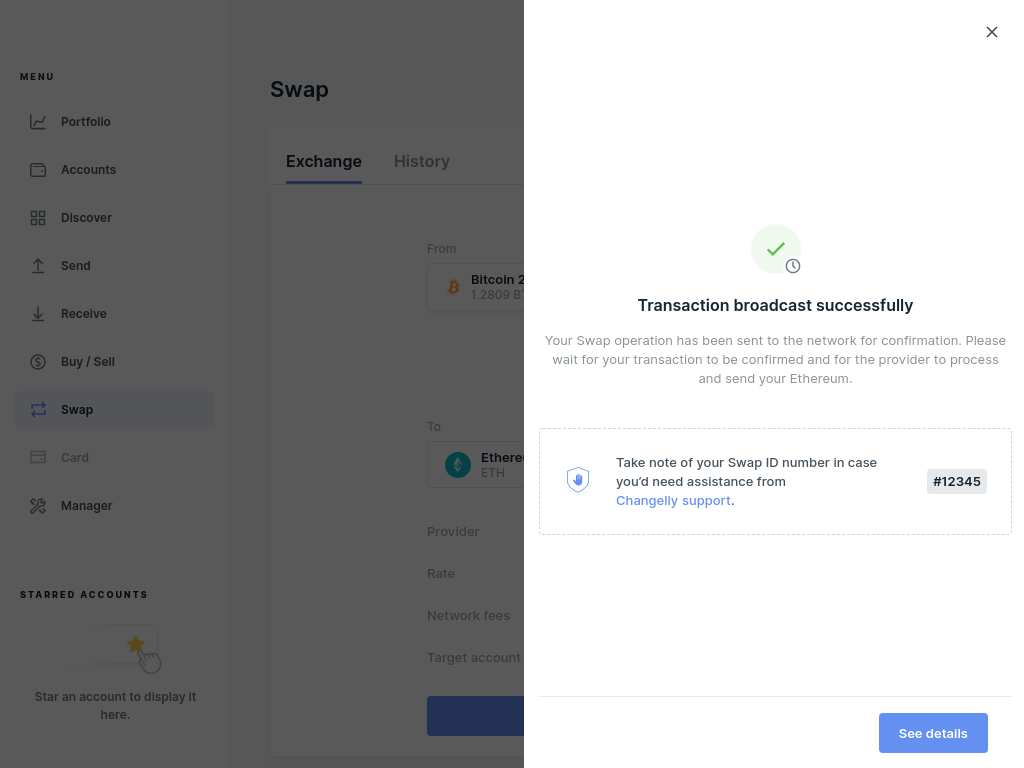 MENU
Portfolio
Accounts
Discover
Send
Receive
Buy / Sell
Swap
Card
Manager
STARRED ACCOUNTS
Star an account to display it
here.
Swap
Exchange
History
From
Bitcoin 2
1.2809 BT
To
Ethere
ETH
Provider
Rate
Network fees
Target account
Transaction broadcast successfully
Your Swap operation has been sent to the network for confirmation. Please
wait for your transaction to be confirmed and for the provider to process
and send your Ethereum.
Take note of your Swap ID number in case
you’d need assistance from
Changelly support.
#12345
See details